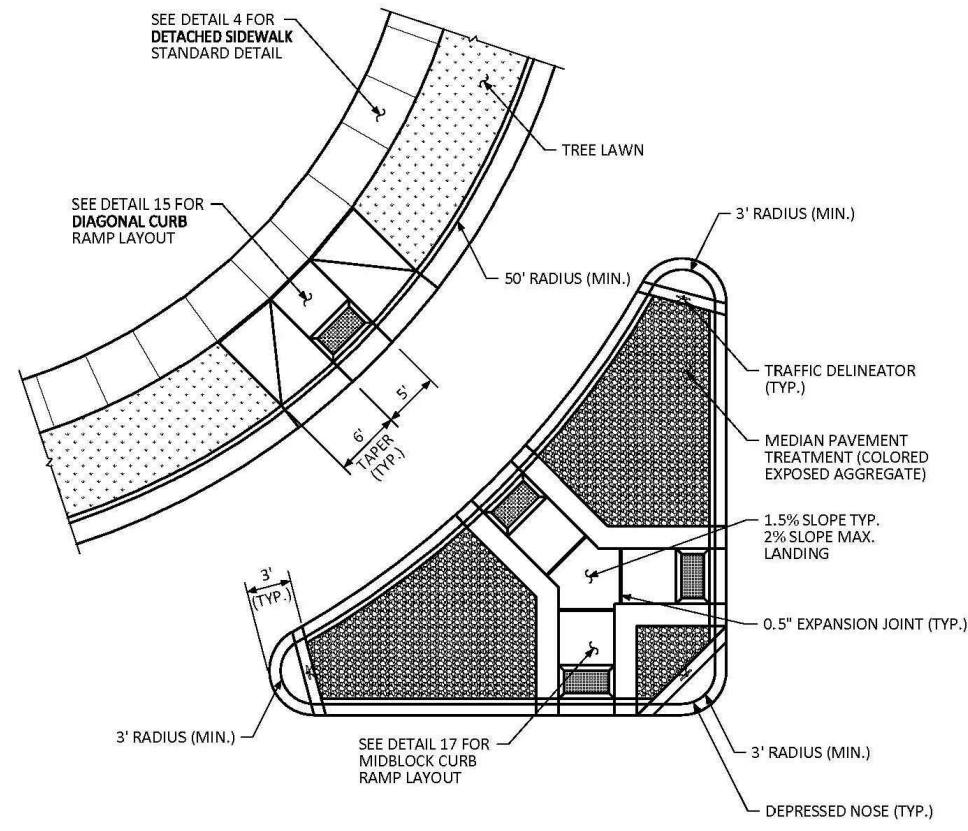 SEE DETAIL 4 FOR
DETACHED SIDEWALK
STANDARD DETAIL
TREE LAWN
SEE DETAIL 15 FOR
DIAGONAL CURB
RAMP LAYOUT
3' RADIUS (MIN.)
50' RADIUS (MIN.)
TRAFFIC DELINEATOR
(TYP.)
5'
6'
TAPER
(TYP.)
MEDIAN PAVEMENT
TREATMENT (COLORED
EXPOSED AGGREGATE)
1.5% SLOPE TYP.
2% SLOPE MAX.
LANDING
3'
(TYP.)
0.5" EXPANSION JOINT (TYP.)
3' RADIUS (MIN.)
SEE DETAIL 17 FOR
MIDBLOCK CURB
RAMP LAYOUT
3' RADIUS (MIN.)
DEPRESSED NOSE (TYP.)